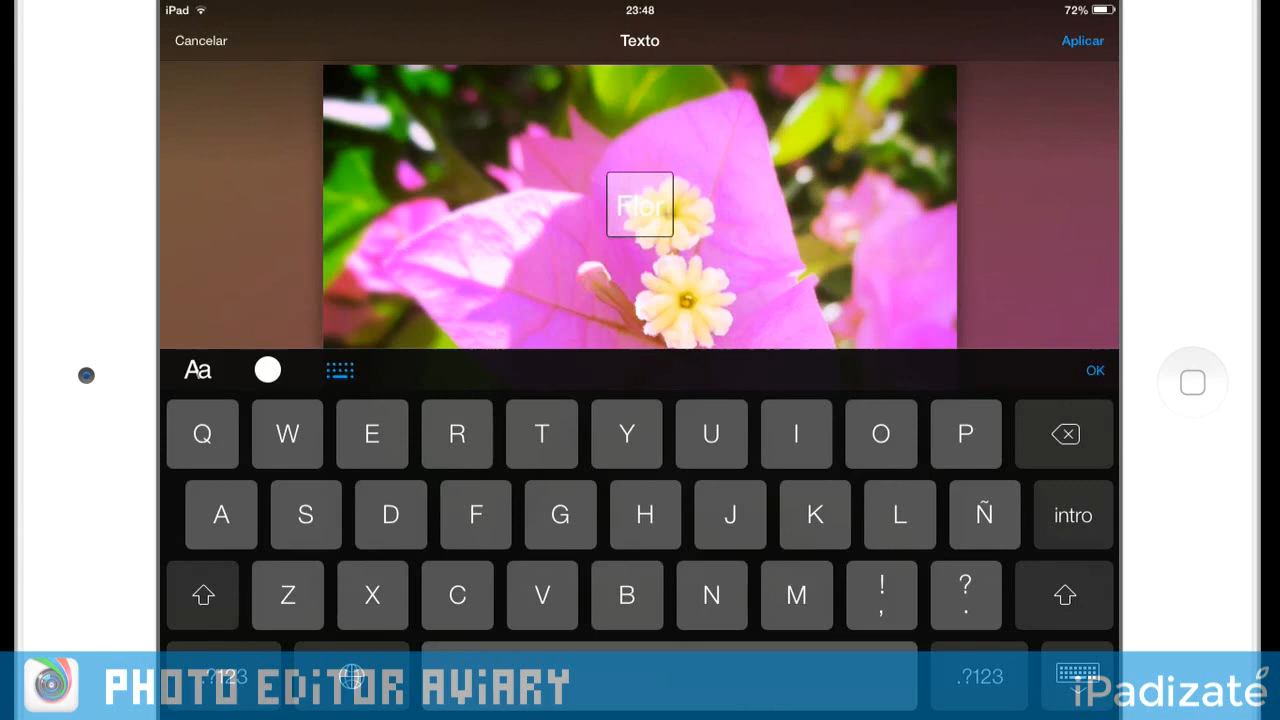 iPad 23:48 72%
Cancelar Texto Aplicar
Flor
Aa OK
Q W E R T Y U I O P
A S D F G H J K L Ñ intro
Z X C V B N M ! , ? .
.?123 .?123
PHOTO EDITOR AViARY iPadizate